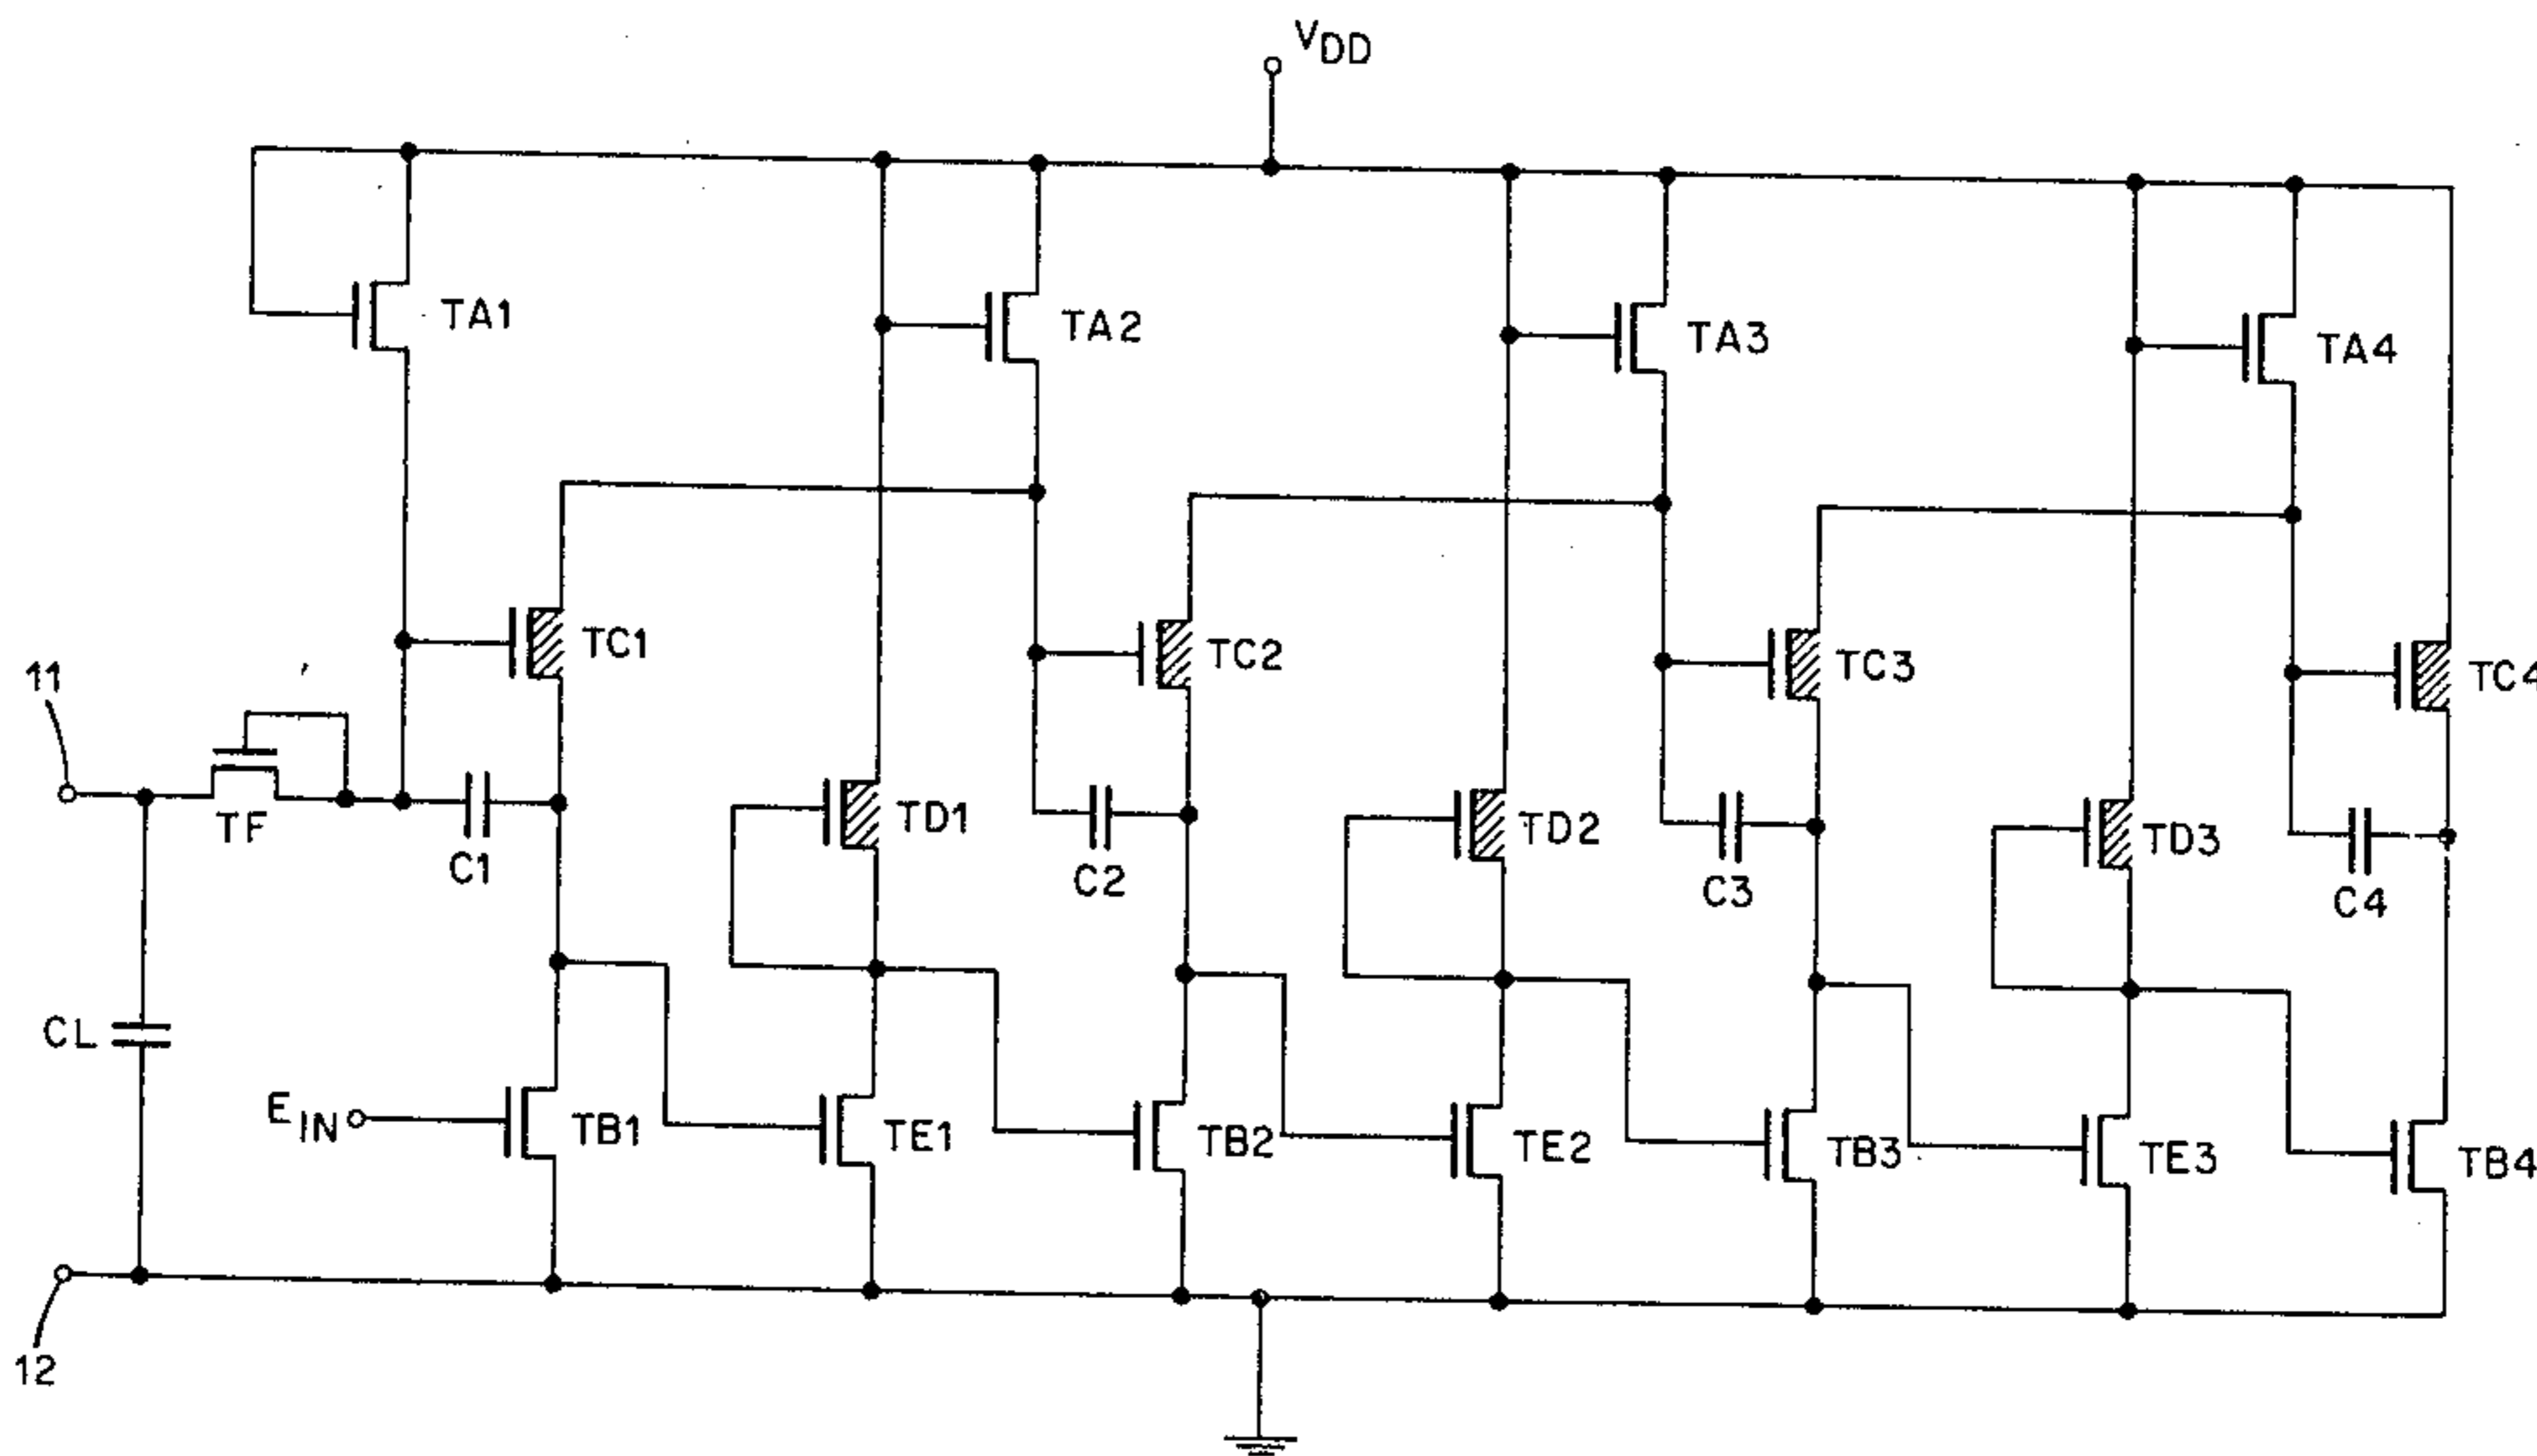 VDD
TA1
TA2
TA3
TA4
TC1
TC2
TC3
TC4
11
TF
C1
TD1
C2
TD2
C3
TD3
C4
CL
EIN
TB1
TE1
TB2
TE2
TB3
TE3
TB4
12